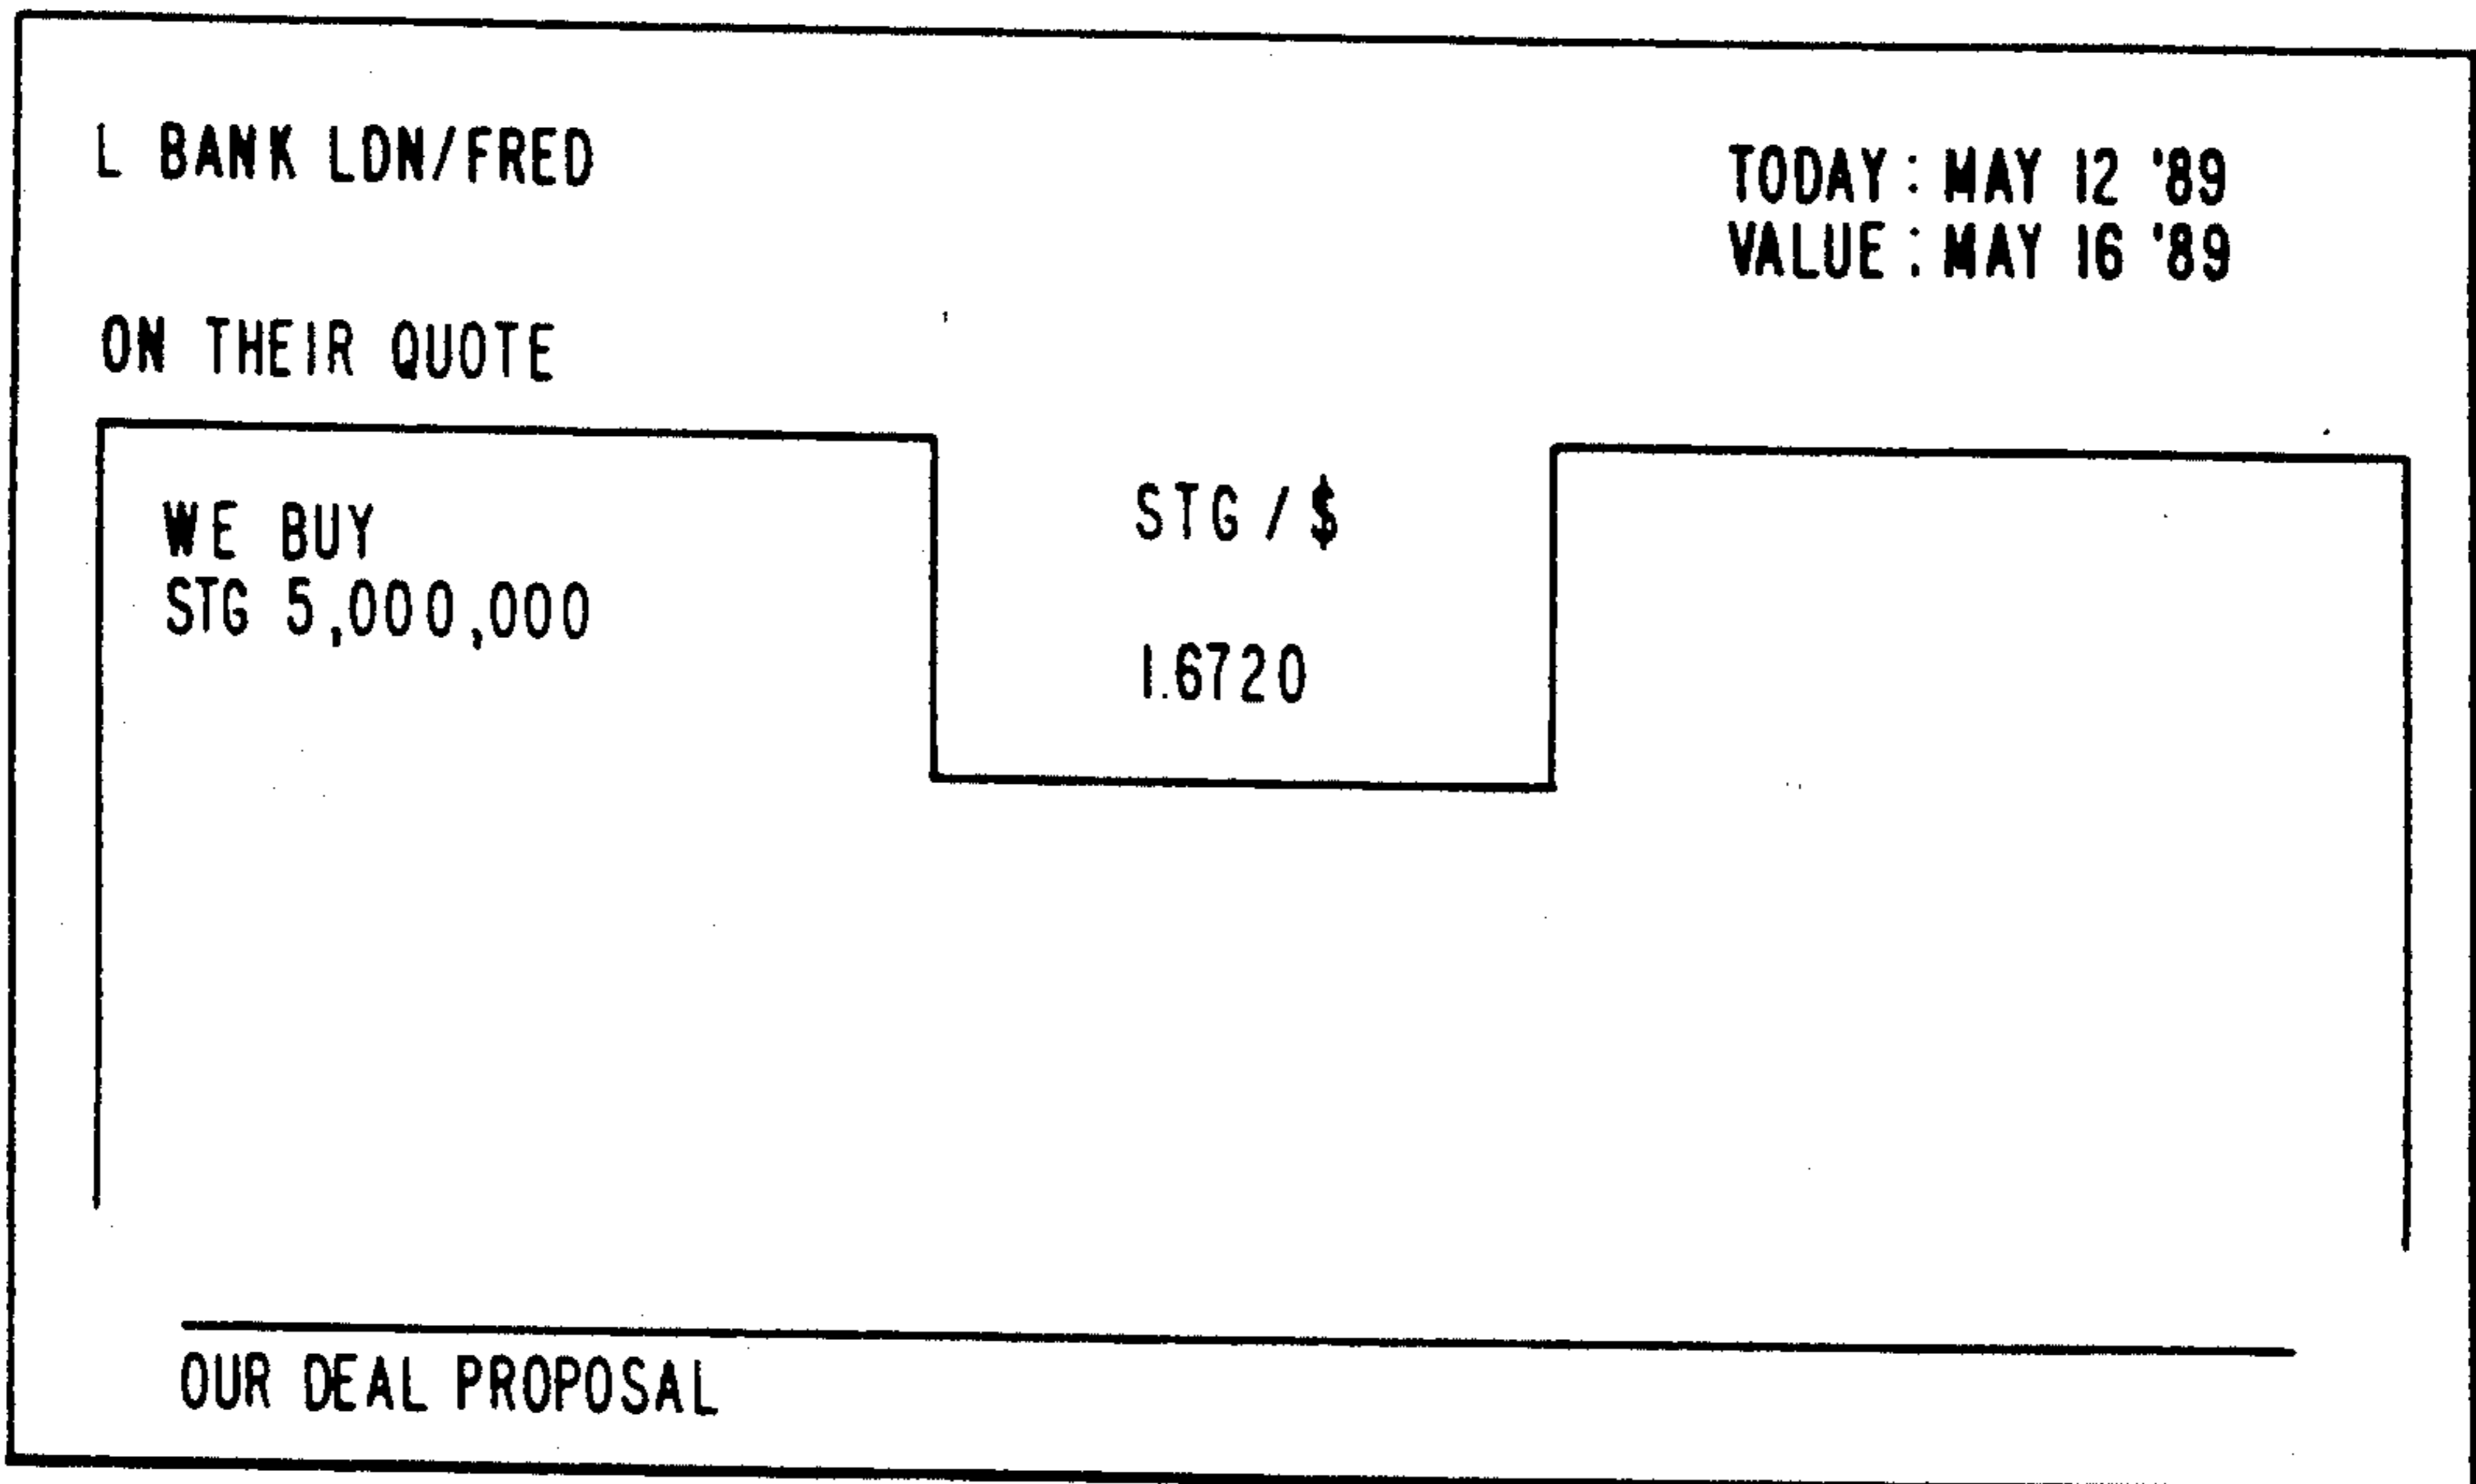 L BANK LDN/FRED
TODAY : MAY 12 '89
VALUE : MAY 16 '89
ON THEIR QUOTE
WE BUY
STG 5,000,000
STG / $
1.6720
OUR DEAL PROPOSAL